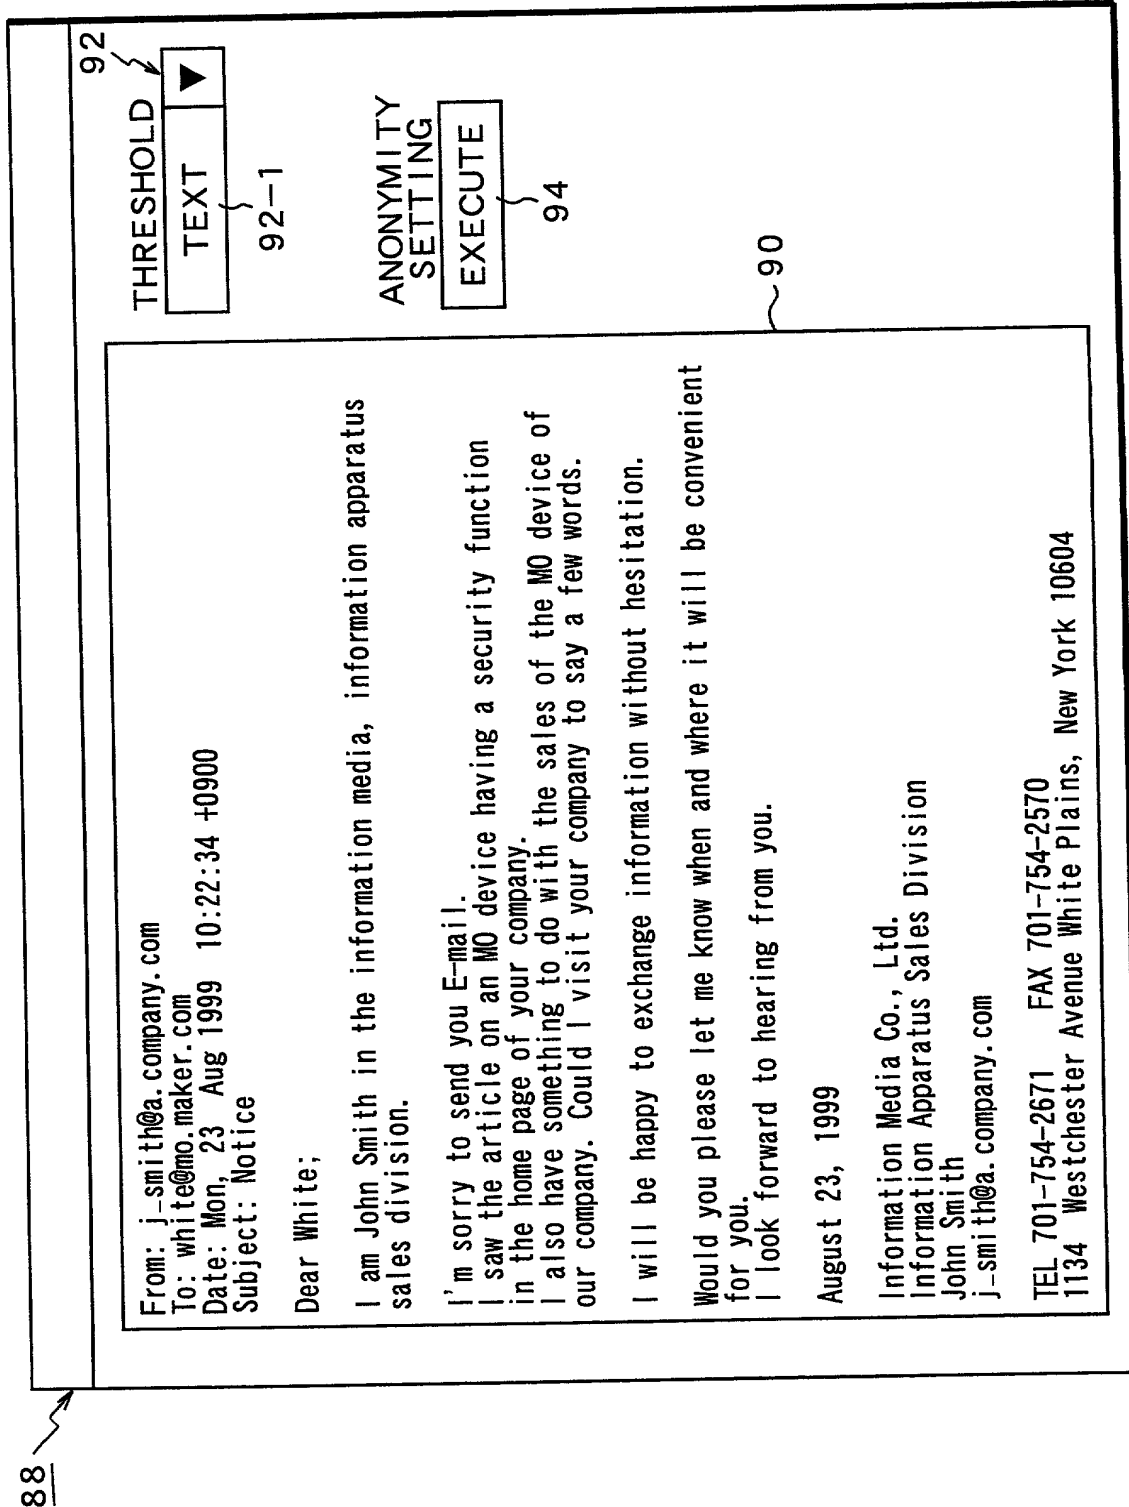 88
THRESHOLD
92
TEXT ▼
92-1
ANONYMITY
SETTING
EXECUTE
94
90
From: j-smith@a.company.com
To: white@mo.maker.com
Date: Mon, 23 Aug 1999 10:22:34 +0900
Subject: Notice
Dear White;
I am John Smith in the information media, information apparatus
sales division.
I'm sorry to send you E-mail.
I saw the article on an MO device having a security function
in the home page of your company.
I also have something to do with the sales of the MO device of
our company. Could I visit your company to say a few words.
I will be happy to exchange information without hesitation.
Would you please let me know when and where it will be convenient
for you.
I look forward to hearing from you.
August 23, 1999
Information Media Co., Ltd.
Information Apparatus Sales Division
John Smith
j-smith@a.company.com
TEL 701-754-2671 FAX 701-754-2570
1134 Westchester Avenue White Plains, New York 10604